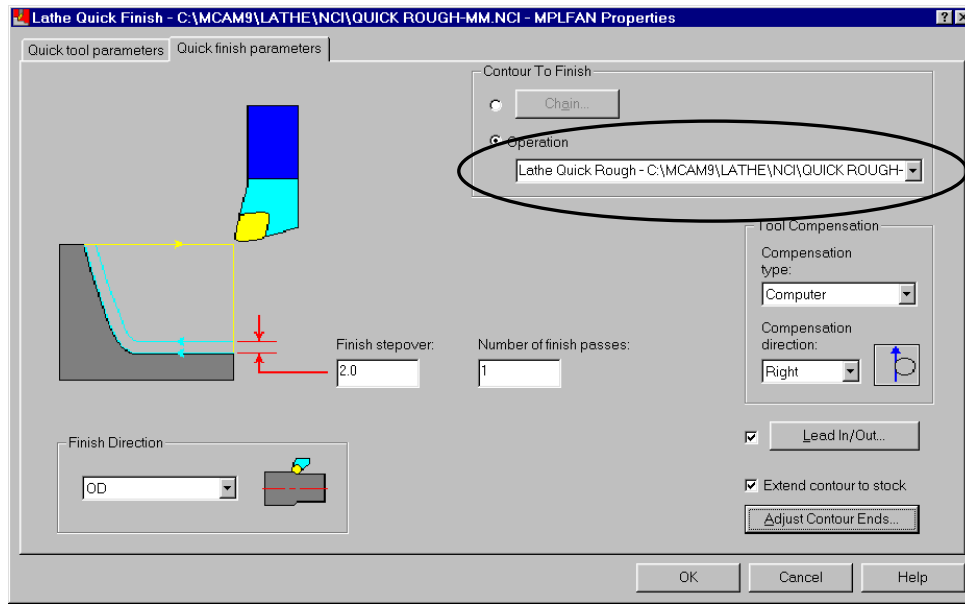 Lathe Quick Finish - C:\MCAM9\LATHE\NCI\QUICK ROUGH-MM.NCI - MPLFAN Properties
Quick tool parameters
Quick finish parameters
Contour To Finish
Chain...
Operation
Lathe Quick Rough - C:\MCAM9\LATHE\NCI\QUICK ROUGH-
Tool Compensation
Compensation
type:
Computer
Compensation
direction:
Right
Finish stepover:
2.0
Number of finish passes:
1
Lead In/Out...
Finish Direction
OD
Extend contour to stock
Adjust Contour Ends...
OK
Cancel
Help